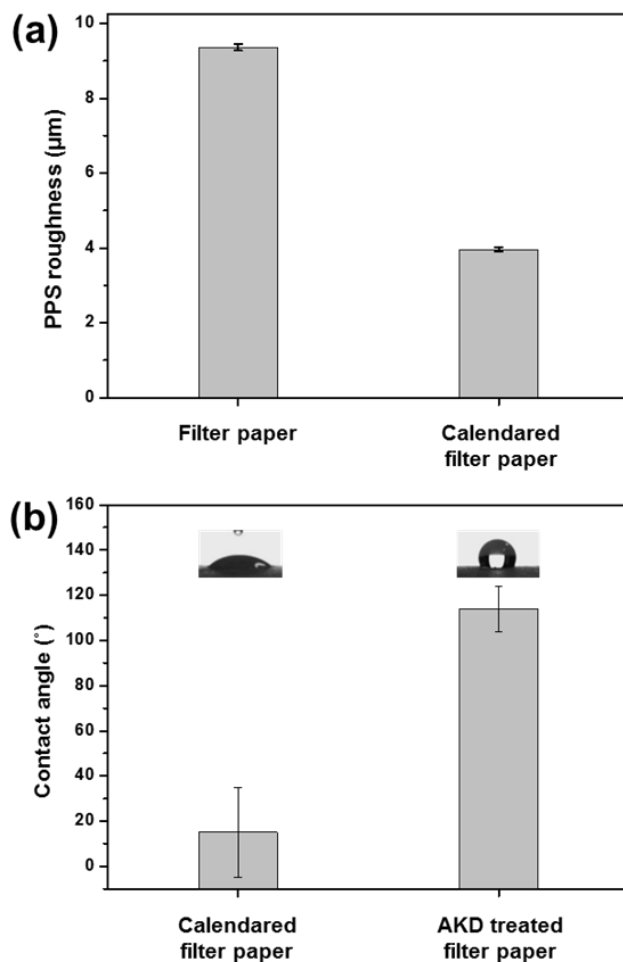 (a)
PPS roughness (μm)
10
8
6
4
2
0
Filter paper
Calendared
filter paper
(b)
Contact angle (˚)
160
140
120
100
80
60
40
20
0
Calendared
filter paper
AKD treated
filter paper